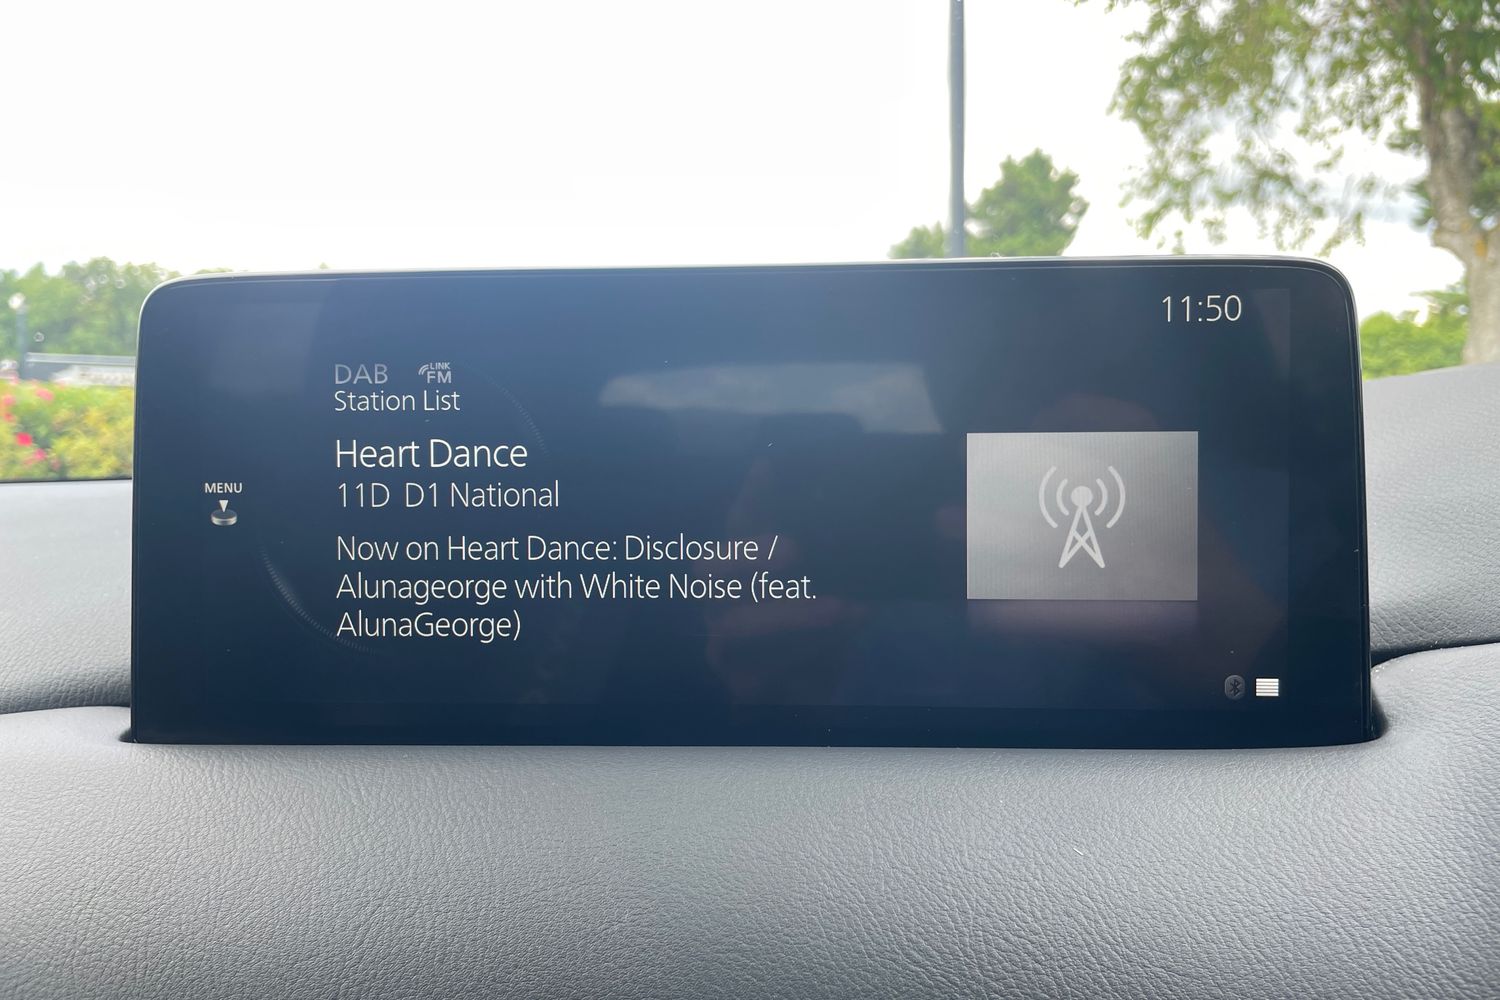 11:50
DAB LINK FM
Station List
Heart Dance
MENU
11D D1 National
Now on Heart Dance: Disclosure /
Alunageorge with White Noise (feat.
AlunaGeorge)